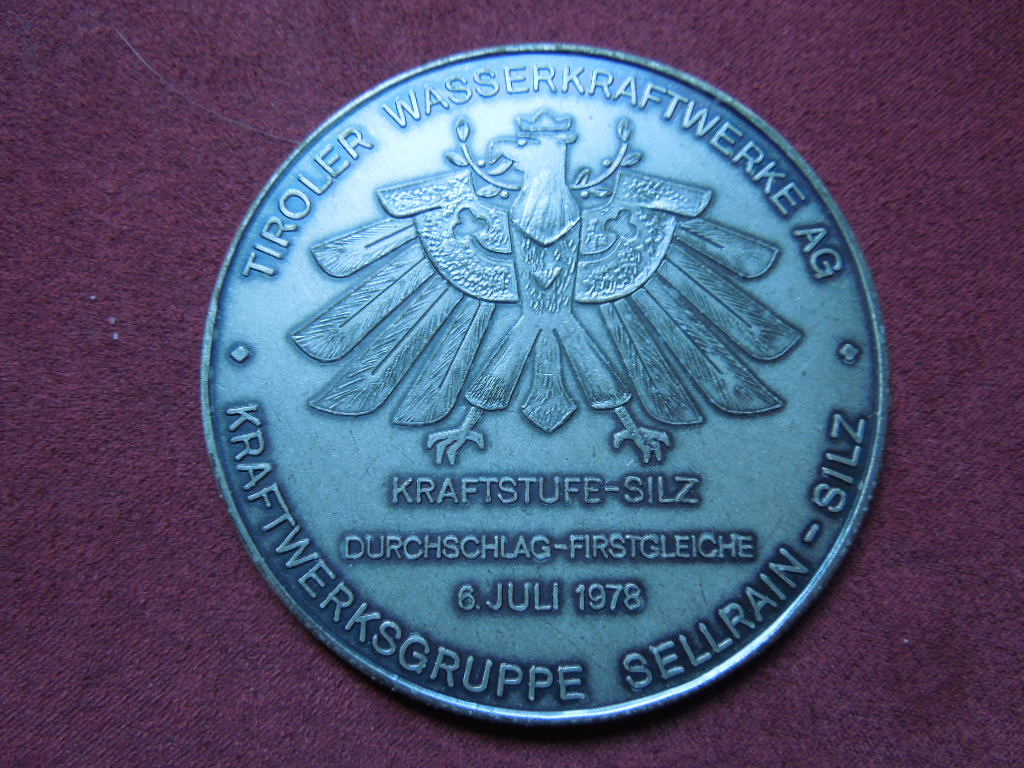 TIROLER WASSERKRAFTWERKE AG
KRAFTSTUFE-SILZ
DURCHSCHLAG-FIRSTGLEICHE
6. JULI 1978
KRAFTWERKSGRUPPE SELLRAIN-SILZ